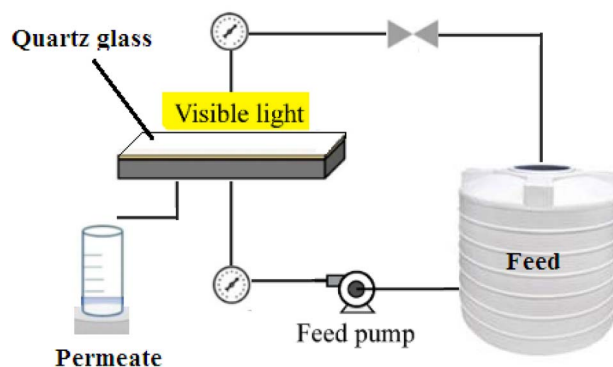 Quartz glass
Visible light
Feed
Feed pump
Permeate